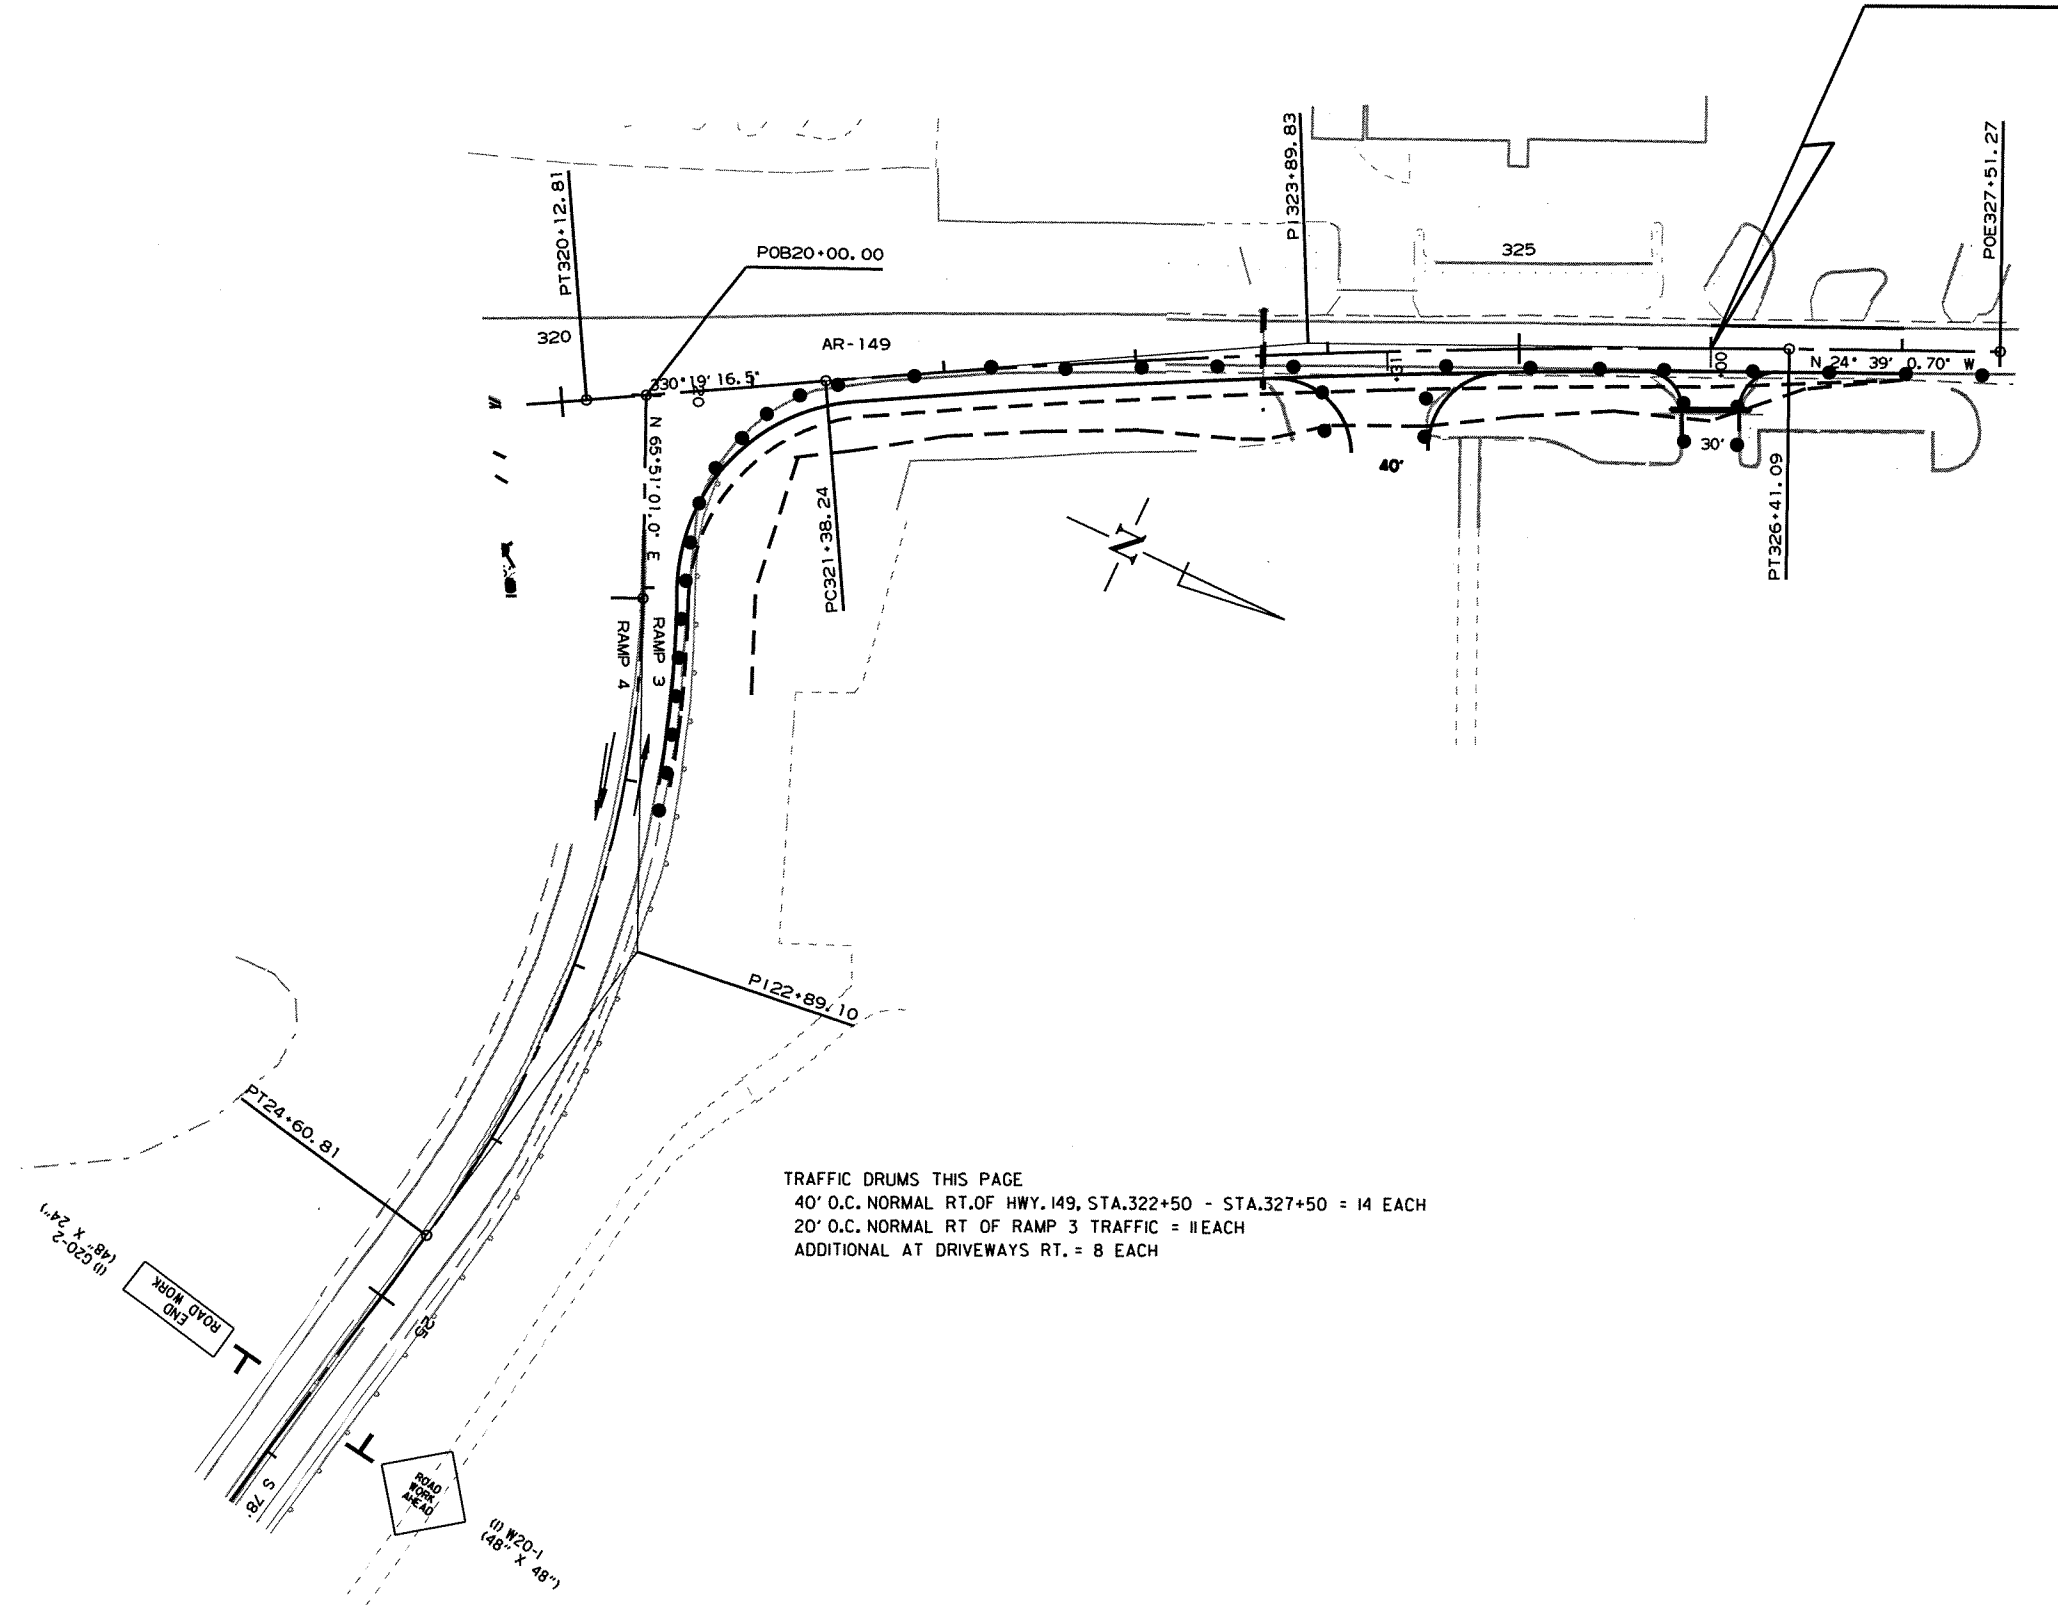 PI323+89.83
POE327+51.27
PT320+12.81
POB20+00.00
325
320
AR-149
330°19'16.5"
20
N 24° 39' 0.70" W
+00
N 65°51'01.0" E
40'
30'
PT326+41.09
PC321+38.24
N
RAMP 3
RAMP 4
PI22+89.10
PT24+60.81
TRAFFIC DRUMS THIS PAGE
40' O.C. NORMAL RT. OF HWY. 149, STA.322+50 - STA.327+50 = 14 EACH
20' O.C. NORMAL RT OF RAMP 3 TRAFFIC = 11 EACH
ADDITIONAL AT DRIVEWAYS RT. = 8 EACH
(1) G20-2
(48" X 24")
END
ROAD WORK
25
S 78°
ROAD
WORK
AHEAD
(1) W20-1
(48" X 48")